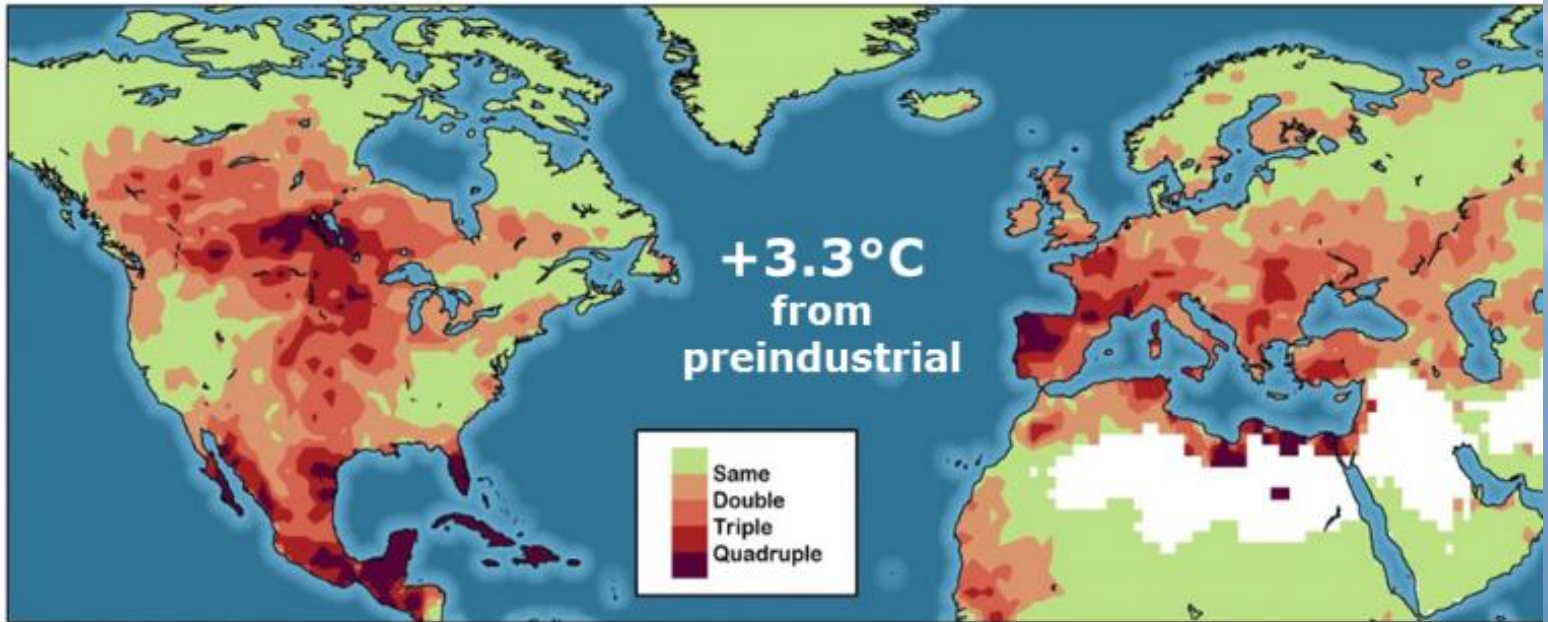 +3.3°C
from
preindustrial
Same
Double
Triple
Quadruple